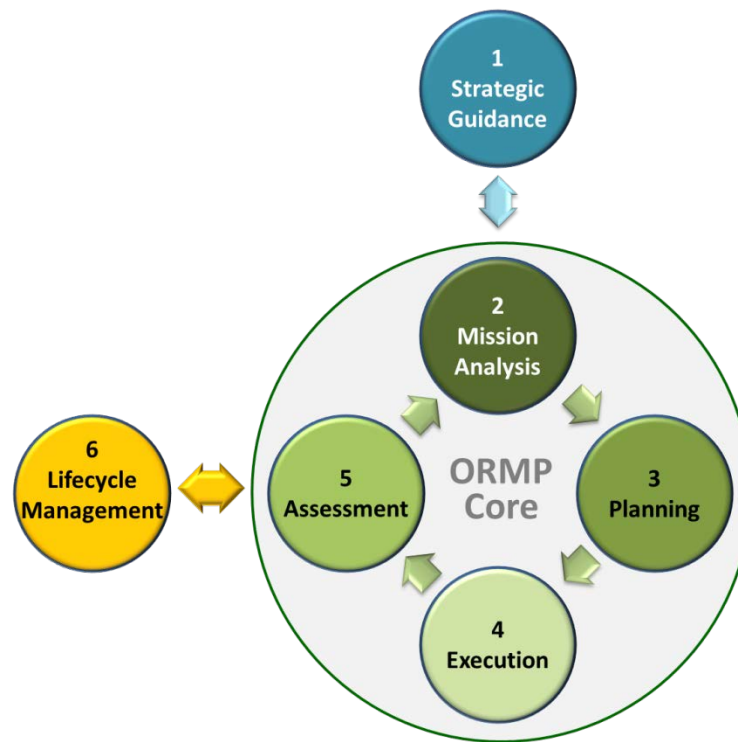 1
Strategic
Guidance
2
Mission
Analysis
ORMP
Core
3
Planning
4
Execution
5
Assessment
6
Lifecycle
Management